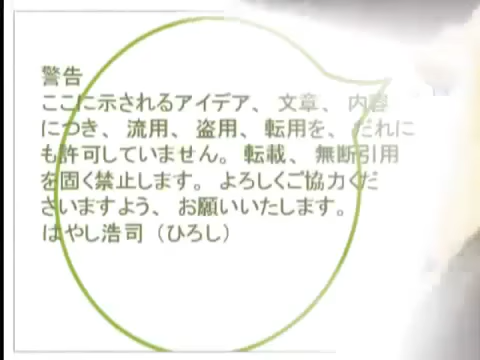 警告
ここに示されるアイデア、文章、内容
につき、流用、盗用、転用を、だれに
も許可していません。転載、無断引用
を固く禁止します。よろしくご協力くだ
さいますよう、お願いいたします。
はやし浩司（ひろし）